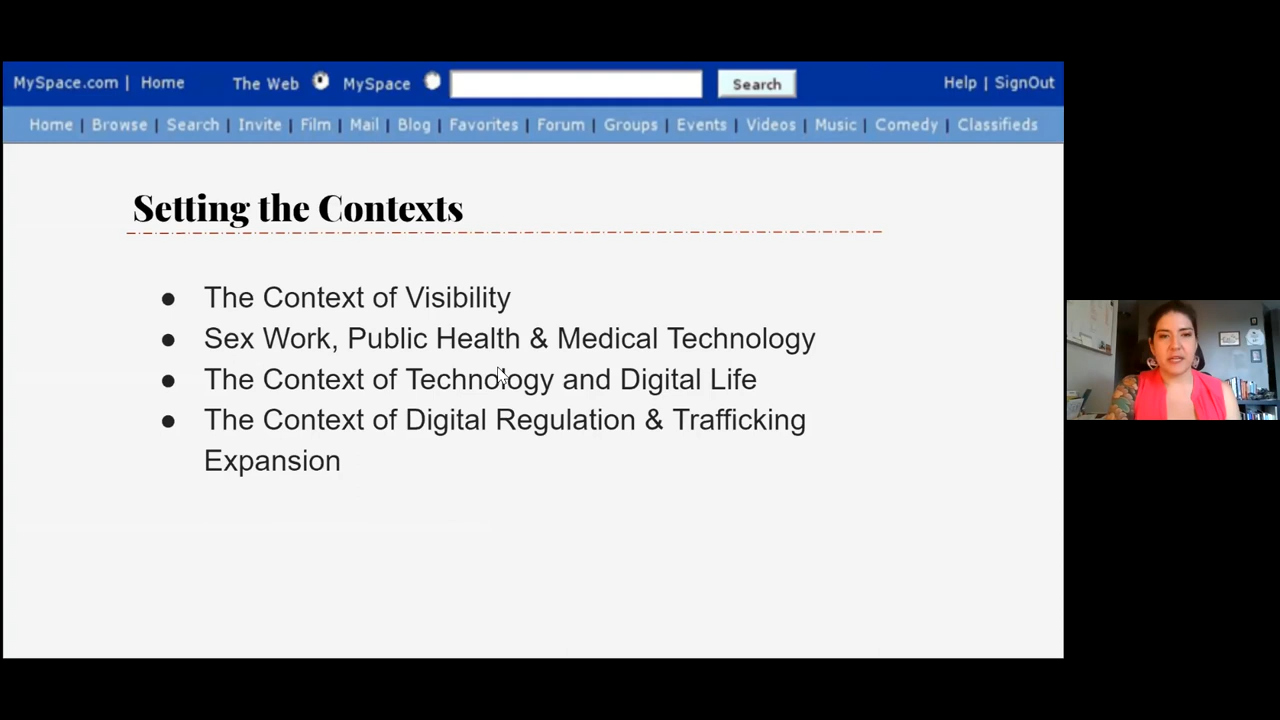 MySpace.com | Home The Web MySpace Search Help | SignOut
Home | Browse | Search | Invite | Film | Mail | Blog | Favorites | Forum | Groups | Events | Videos | Music | Comedy | Classifieds
Setting the Contexts
● The Context of Visibility
● Sex Work, Public Health & Medical Technology
● The Context of Technology and Digital Life
● The Context of Digital Regulation & Trafficking
Expansion